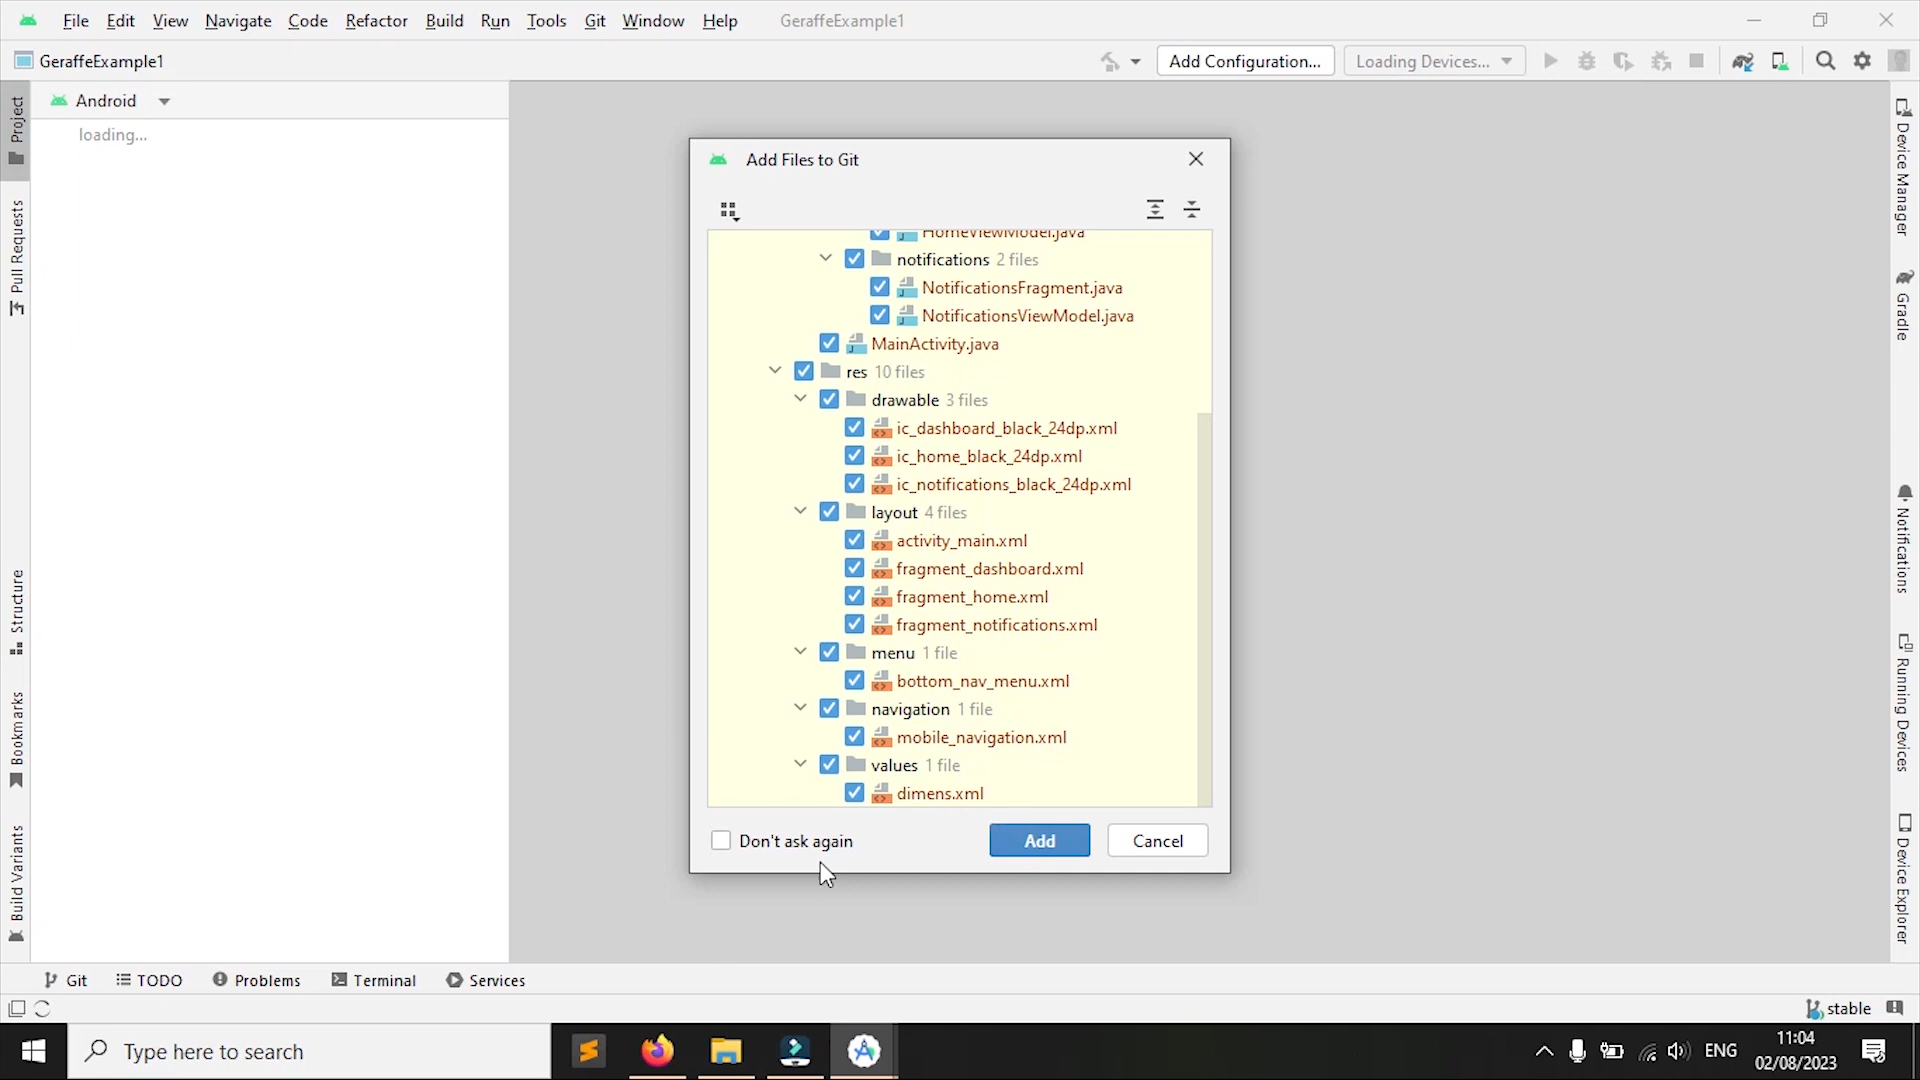 File Edit View Navigate Code Refactor Build Run Tools Git Window Help GeraffeExample1
GeraffeExample1
Add Configuration...
Loading Devices...
Project
Pull Requests
Structure
Bookmarks
Build Variants
Android
loading...
Add Files to Git
HomeViewModel.java
notifications 2 files
NotificationsFragment.java
NotificationsViewModel.java
MainActivity.java
res 10 files
drawable 3 files
ic_dashboard_black_24dp.xml
ic_home_black_24dp.xml
ic_notifications_black_24dp.xml
layout 4 files
activity_main.xml
fragment_dashboard.xml
fragment_home.xml
fragment_notifications.xml
menu 1 file
bottom_nav_menu.xml
navigation 1 file
mobile_navigation.xml
values 1 file
dimens.xml
Don't ask again
Add
Cancel
Device Manager
Gradle
Notifications
Running Devices
Device Explorer
Git TODO Problems Terminal Services
stable
Type here to search
ENG
11:04
02/08/2023